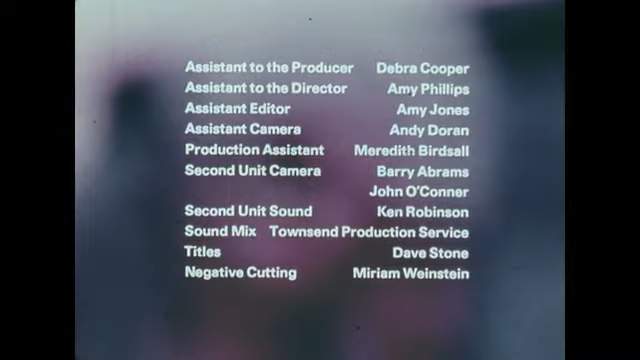 Assistant to the Producer Debra Cooper
Assistant to the Director Amy Phillips
Assistant Editor Amy Jones
Assistant Camera Andy Doran
Production Assistant Meredith Birdsall
Second Unit Camera Barry Abrams
John O'Conner
Second Unit Sound Ken Robinson
Sound Mix Townsend Production Service
Titles Dave Stone
Negative Cutting Miriam Weinstein